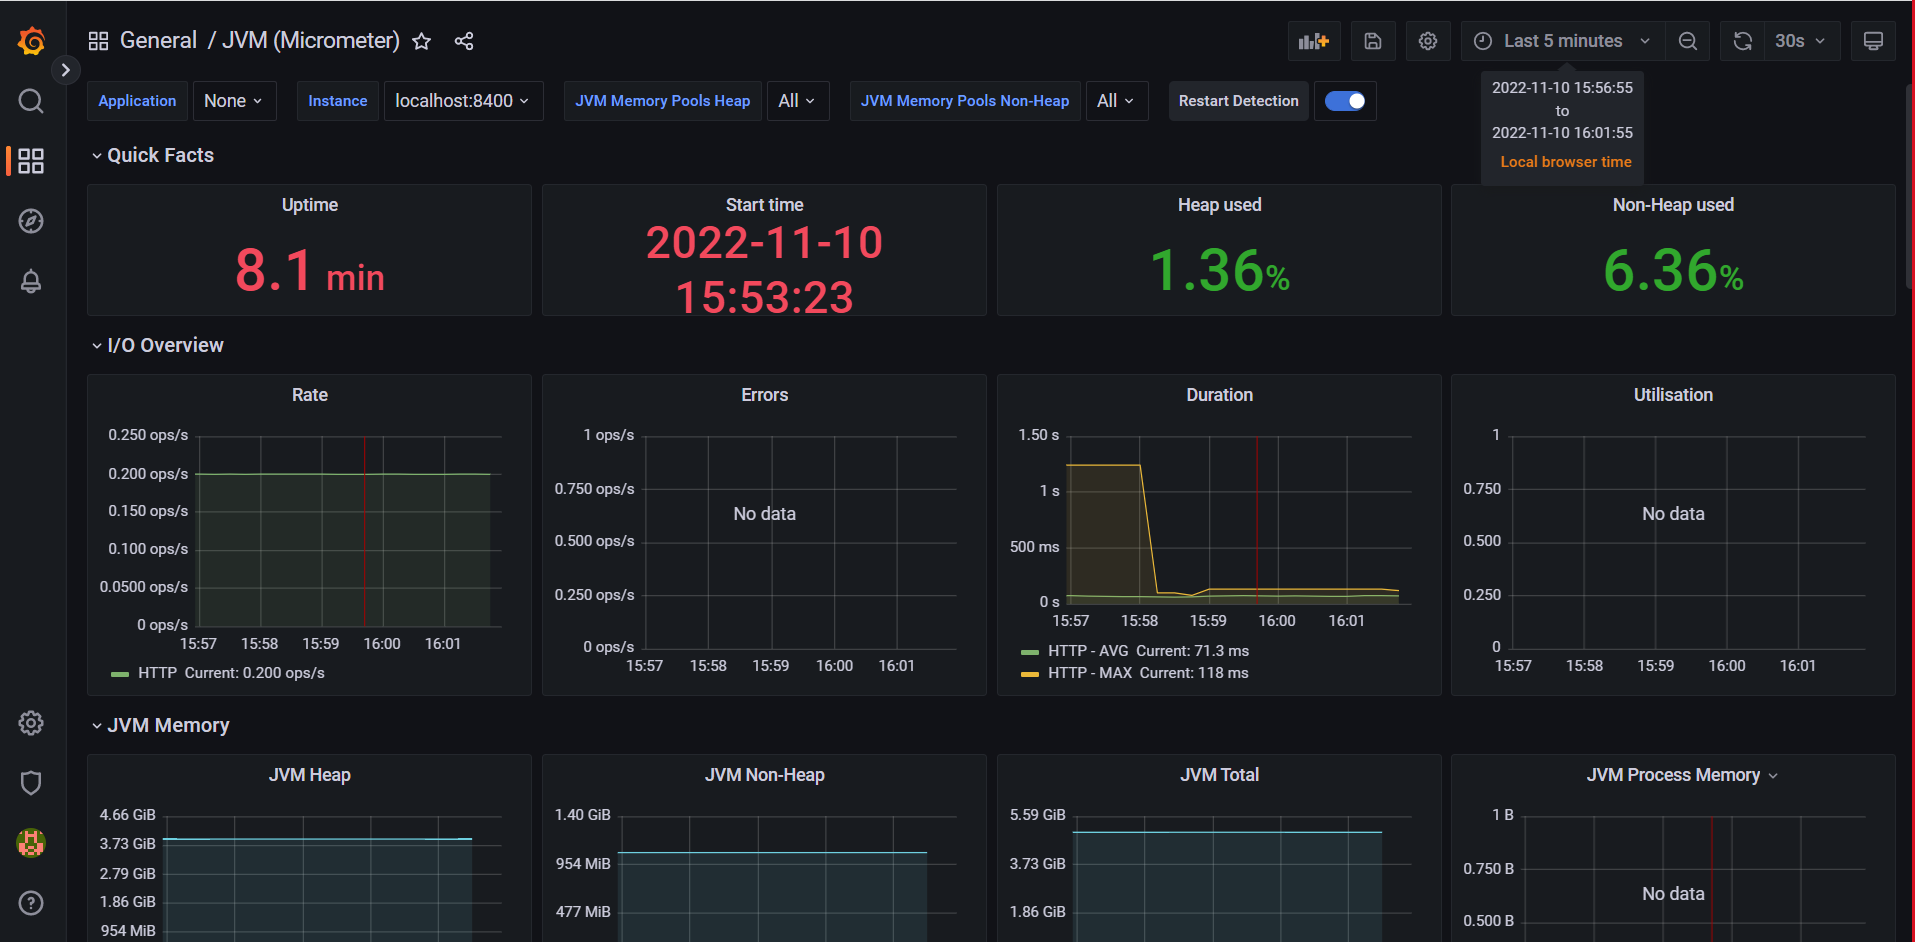 General / JVM (Micrometer)
Last 5 minutes
30s
2022-11-10 15:56:55
to
2022-11-10 16:01:55
Local browser time
Application None Instance localhost:8400 JVM Memory Pools Heap All JVM Memory Pools Non-Heap All Restart Detection
Quick Facts
Uptime
8.1 min
Start time
2022-11-10
15:53:23
Heap used
1.36%
Non-Heap used
6.36%
I/O Overview
Rate
0.250 ops/s
0.200 ops/s
0.150 ops/s
0.100 ops/s
0.0500 ops/s
0 ops/s
15:57 15:58 15:59 16:00 16:01
HTTP Current: 0.200 ops/s
Errors
1 ops/s
0.750 ops/s
No data
0.500 ops/s
0.250 ops/s
0 ops/s
15:57 15:58 15:59 16:00 16:01
Duration
1.50 s
1 s
500 ms
0 s
15:57 15:58 15:59 16:00 16:01
HTTP - AVG Current: 71.3 ms
HTTP - MAX Current: 118 ms
Utilisation
1
0.750
No data
0.500
0.250
0
15:57 15:58 15:59 16:00 16:01
JVM Memory
JVM Heap
4.66 GiB
3.73 GiB
2.79 GiB
1.86 GiB
954 MiB
JVM Non-Heap
1.40 GiB
954 MiB
477 MiB
JVM Total
5.59 GiB
3.73 GiB
1.86 GiB
JVM Process Memory
1 B
0.750 B
No data
0.500 B